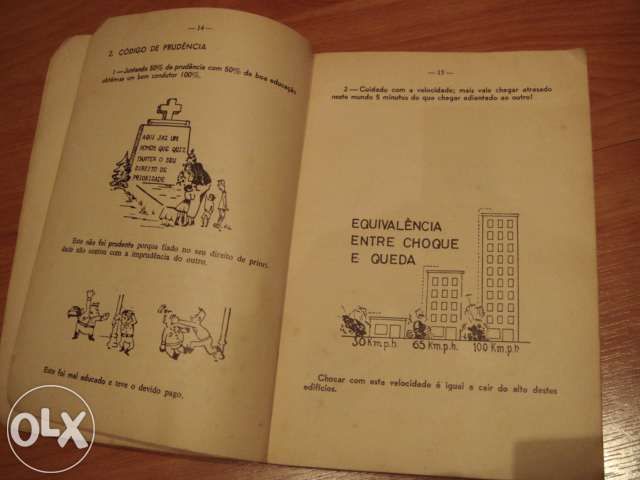 — 14 —
2. CÓDIGO DE PRUDÊNCIA
1 — Juntando 50% de prudência com 50% de boa educação
obtêm-se um bom condutor 100%.
AQUI JAZ UM
HOMEM QUE QUIZ
MANTER O SEU
DIREITO DE
PRIORIDADE
Este não foi prudente porque fiado no seu direito de priori-
dade não contou com a imprudência do outro.
Este foi mal educado e teve o devido pago.
— 15 —
2 — Cuidado com a velocidade; mais vale chegar atrasado
neste mundo 5 minutos do que chegar adiantado ao outro!
EQUIVALÊNCIA
ENTRE CHOQUE
E QUEDA
30 Km.p.h. 65 Km.p.h. 100 Km.p.h
Chocar com esta velocidade é igual a cair do alto destes
edifícios.
OLX